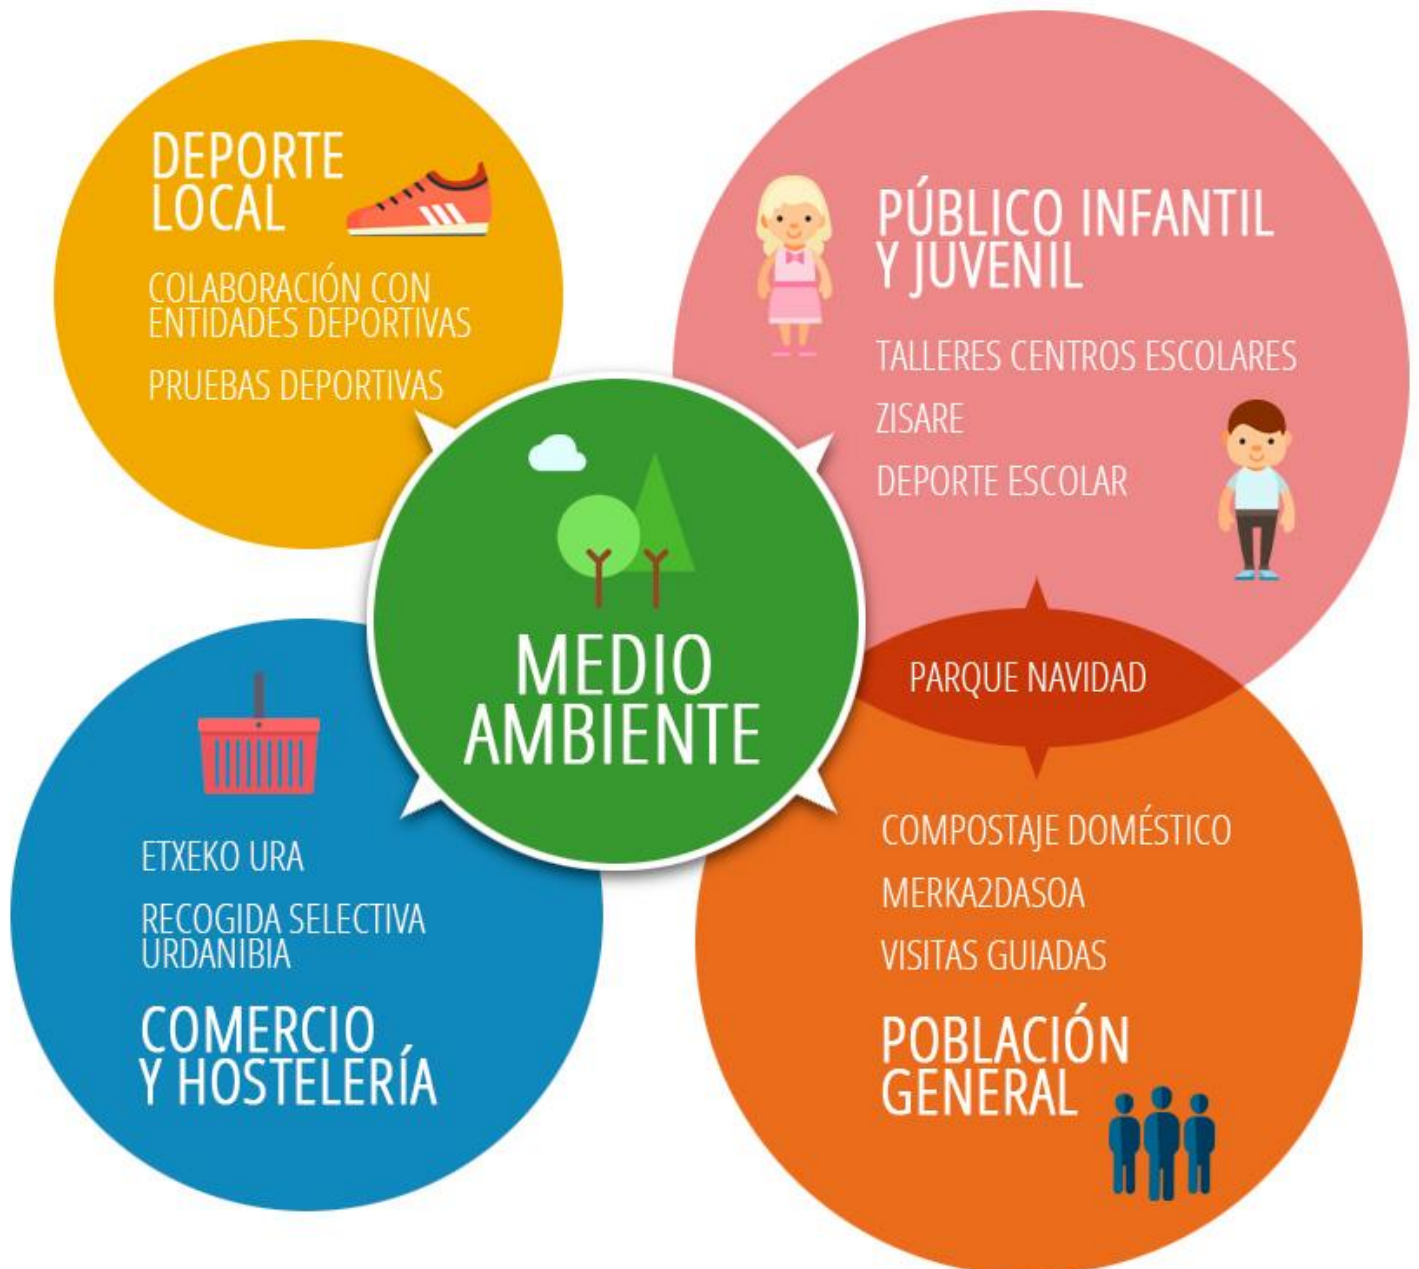 DEPORTE
LOCAL
COLABORACIÓN CON
ENTIDADES DEPORTIVAS
PRUEBAS DEPORTIVAS
PÚBLICO INFANTIL
Y JUVENIL
TALLERES CENTROS ESCOLARES
ZISARE
DEPORTE ESCOLAR
MEDIO
AMBIENTE
PARQUE NAVIDAD
ETXEKO URA
RECOGIDA SELECTIVA
URDANIBIA
COMERCIO
Y HOSTELERÍA
COMPOSTAJE DOMÉSTICO
MERKA2DASOA
VISITAS GUIADAS
POBLACIÓN
GENERAL